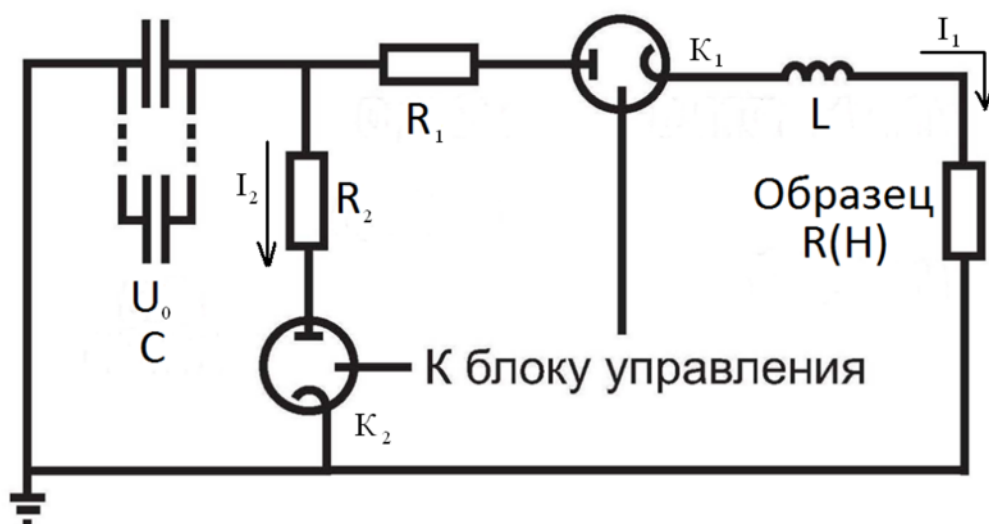 K₁
I₁
R₁
L
I₂
R₂
Образец
R(H)
U₀
C
К блоку управления
K₂